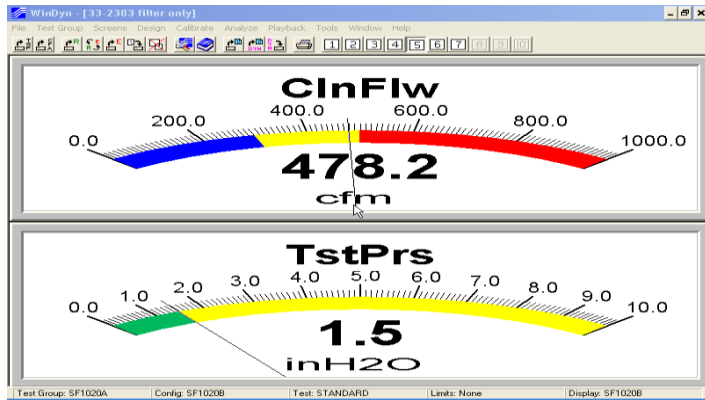 WinDyn - [33-2383 filter only]
File Test Group Screens Design Calibrate Analyze Playback Tools Window Help
1 2 3 4 5 6 7 8 9 10
ClnFlw
0.0 200.0 400.0 600.0 800.0 1000.0
478.2
cfm
TstPrs
0.0 1.0 2.0 3.0 4.0 5.0 6.0 7.0 8.0 9.0 10.0
1.5
inH2O
Test Group: SF1020A Config: SF1020B Test: STANDARD Limits: None Display: SF1020B